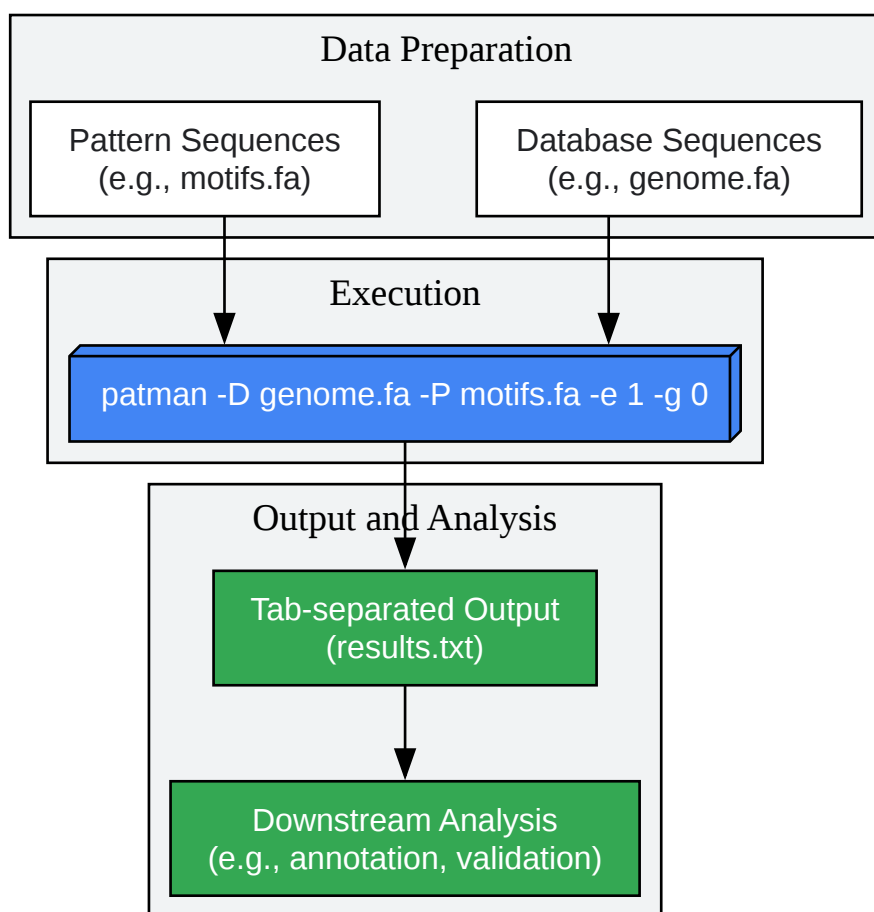 Data Preparation
Pattern Sequences
(e.g., motifs.fa)
Database Sequences
(e.g., genome.fa)
Execution
patman -D genome.fa -P motifs.fa -e 1 -g 0
Output and Analysis
Tab-separated Output
(results.txt)
Downstream Analysis
(e.g., annotation, validation)